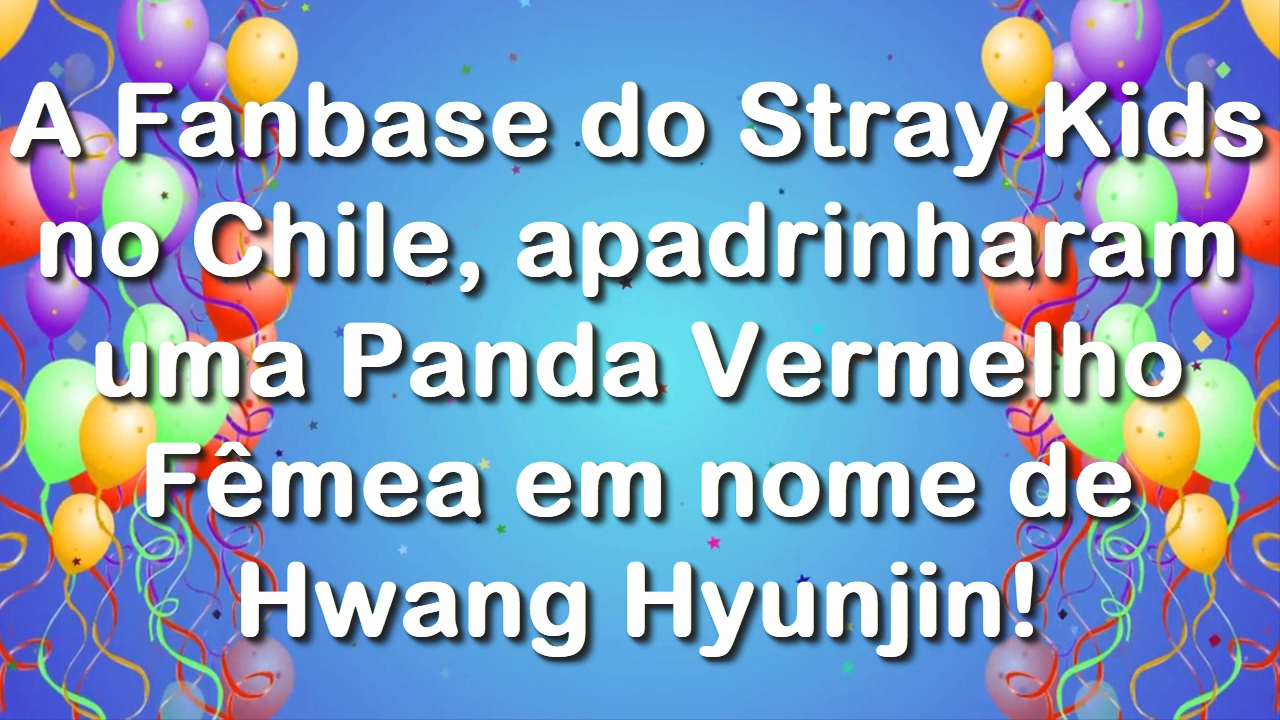 A Fanbase do Stray Kids
no Chile, apadrinharam
uma Panda Vermelho
Fêmea em nome de
Hwang Hyunjin!